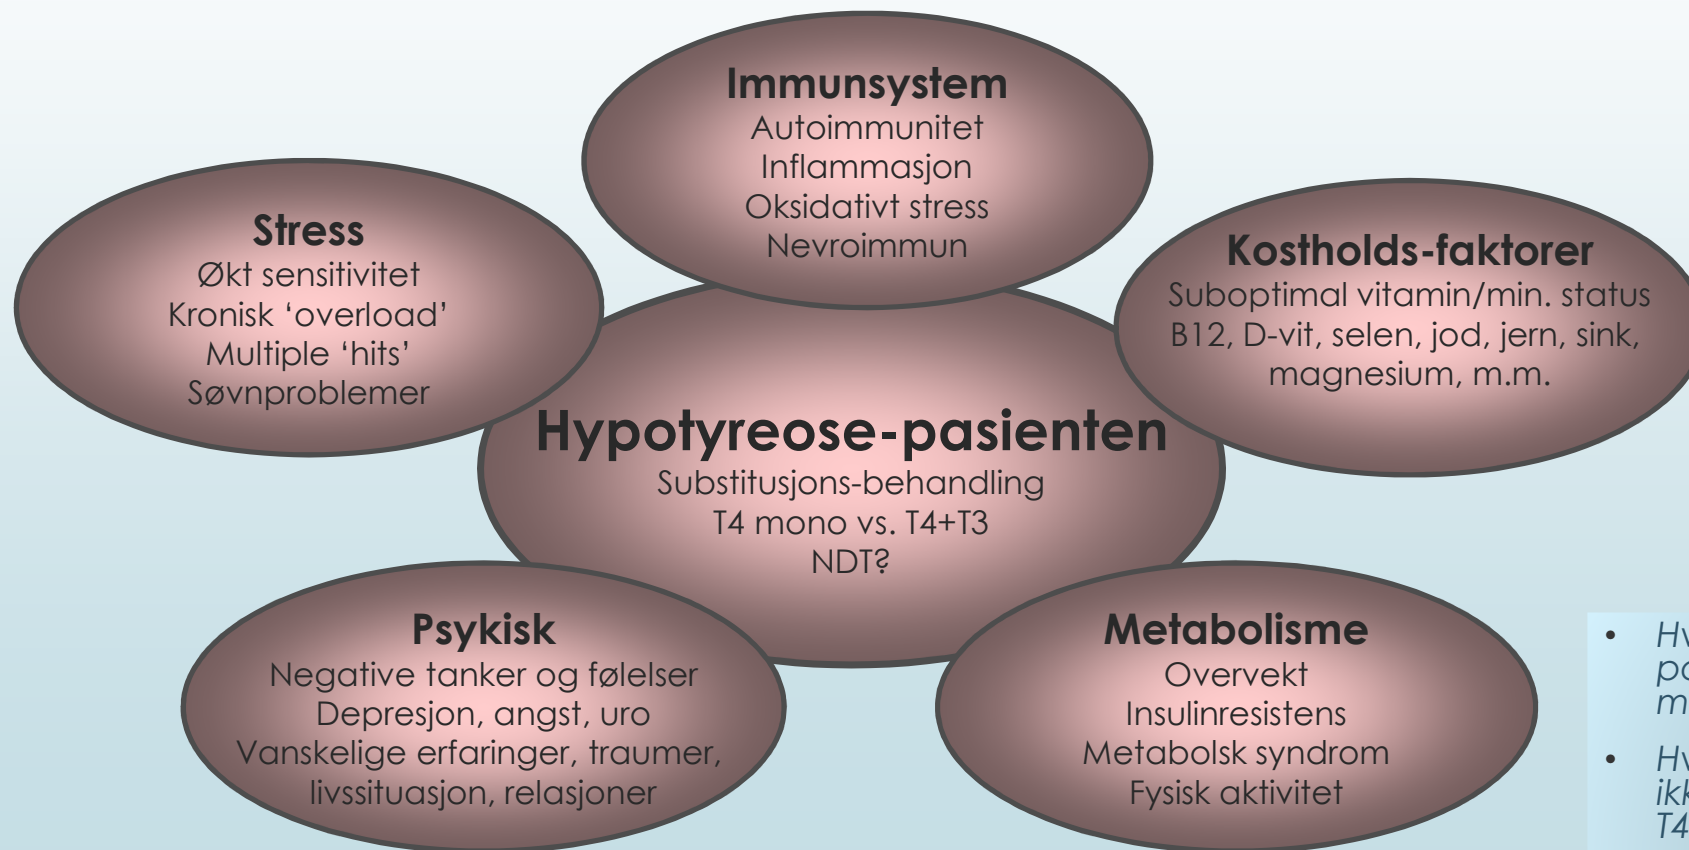 Immunsystem
Autoimmunitet
Inflammasjon
Oksidativt stress
Nevroimmun
Stress
Økt sensitivitet
Kronisk ‘overload’
Multiple ‘hits’
Søvnproblemer
Kostholds-faktorer
Suboptimal vitamin/min. status
B12, D-vit, selen, jod, jern, sink,
magnesium, m.m.
Hypotyreose-pasienten
Substitusjons-behandling
T4 mono vs. T4+T3
NDT?
Psykisk
Negative tanker og følelser
Depresjon, angst, uro
Vanskelige erfaringer, traumer,
livssituasjon, relasjoner
Metabolisme
Overvekt
Insulinresistens
Metabolsk syndrom
Fysisk aktivitet
T4